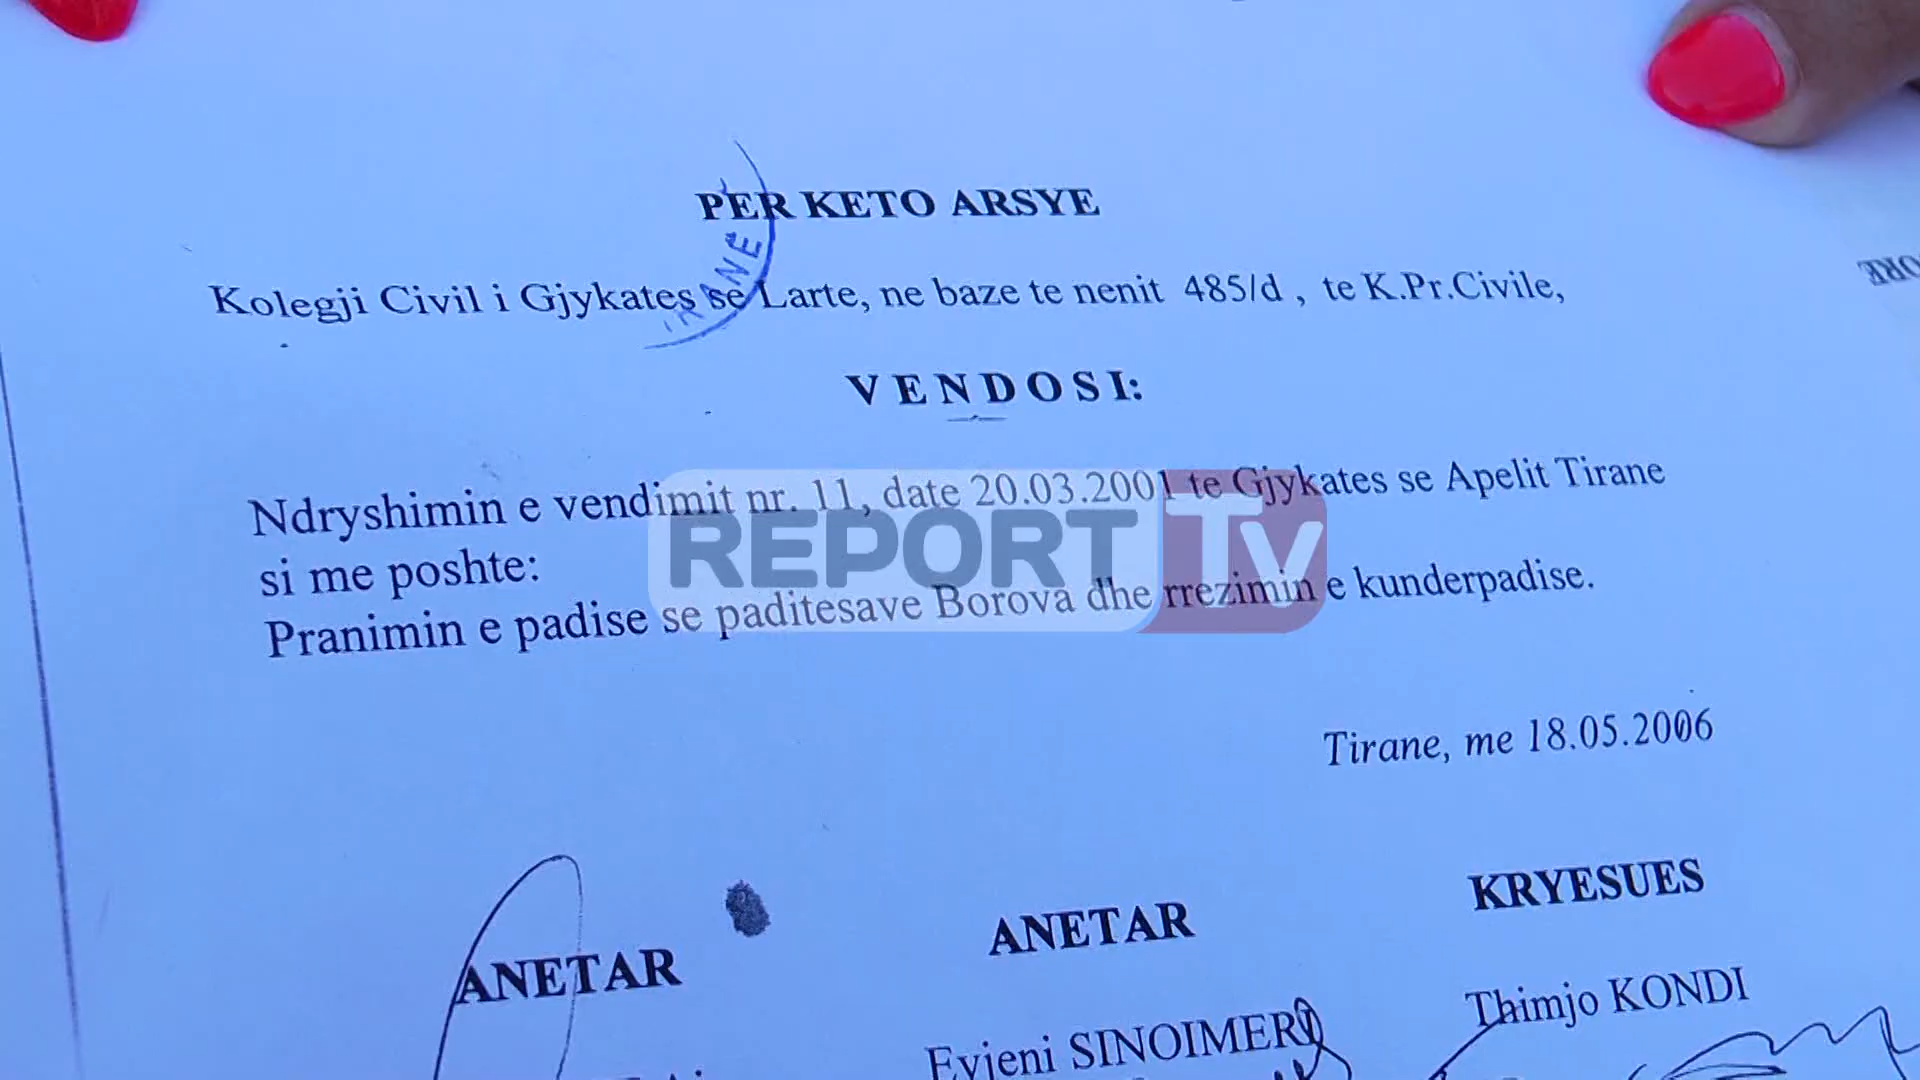 PER KETO ARSYE
Kolegji Civil i Gjykates se Larte, ne baze te nenit 485/d , te K.Pr.Civile,
VENDOSI:
Ndryshimin e vendimit nr. 11, date 20.03.2001 te Gjykates se Apelit Tirane
si me poshte:
REPORT Tv
Pranimin e padise se paditesave Borova dhe rrezimin e kunderpadise.
Tirane, me 18.05.2006
ANETAR ANETAR KRYESUES
Evjeni SINOIMERI Thimjo KONDI